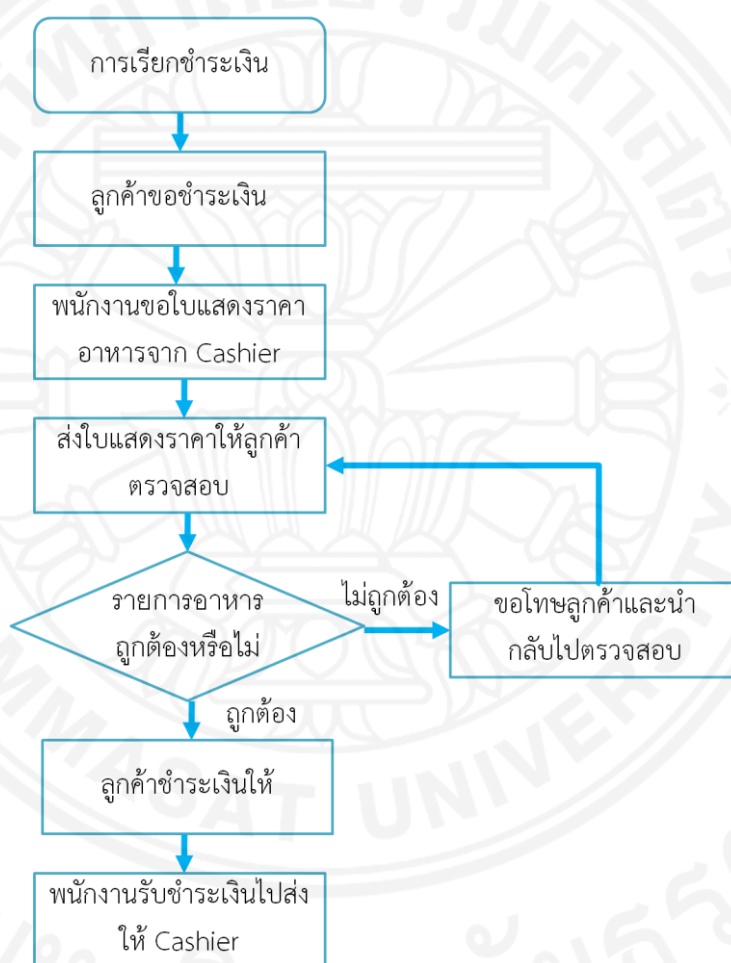 การเรียกชำระเงิน
ลูกค้าขอชำระเงิน
พนักงานขอใบแสดงราคา
อาหารจาก Cashier
ส่งใบแสดงราคาให้ลูกค้า
ตรวจสอบ
รายการอาหาร
ถูกต้องหรือไม่
ไม่ถูกต้อง
ขอโทษลูกค้าและนำ
กลับไปตรวจสอบ
ถูกต้อง
ลูกค้าชำระเงินให้
พนักงานรับชำระเงินไปส่ง
ให้ Cashier